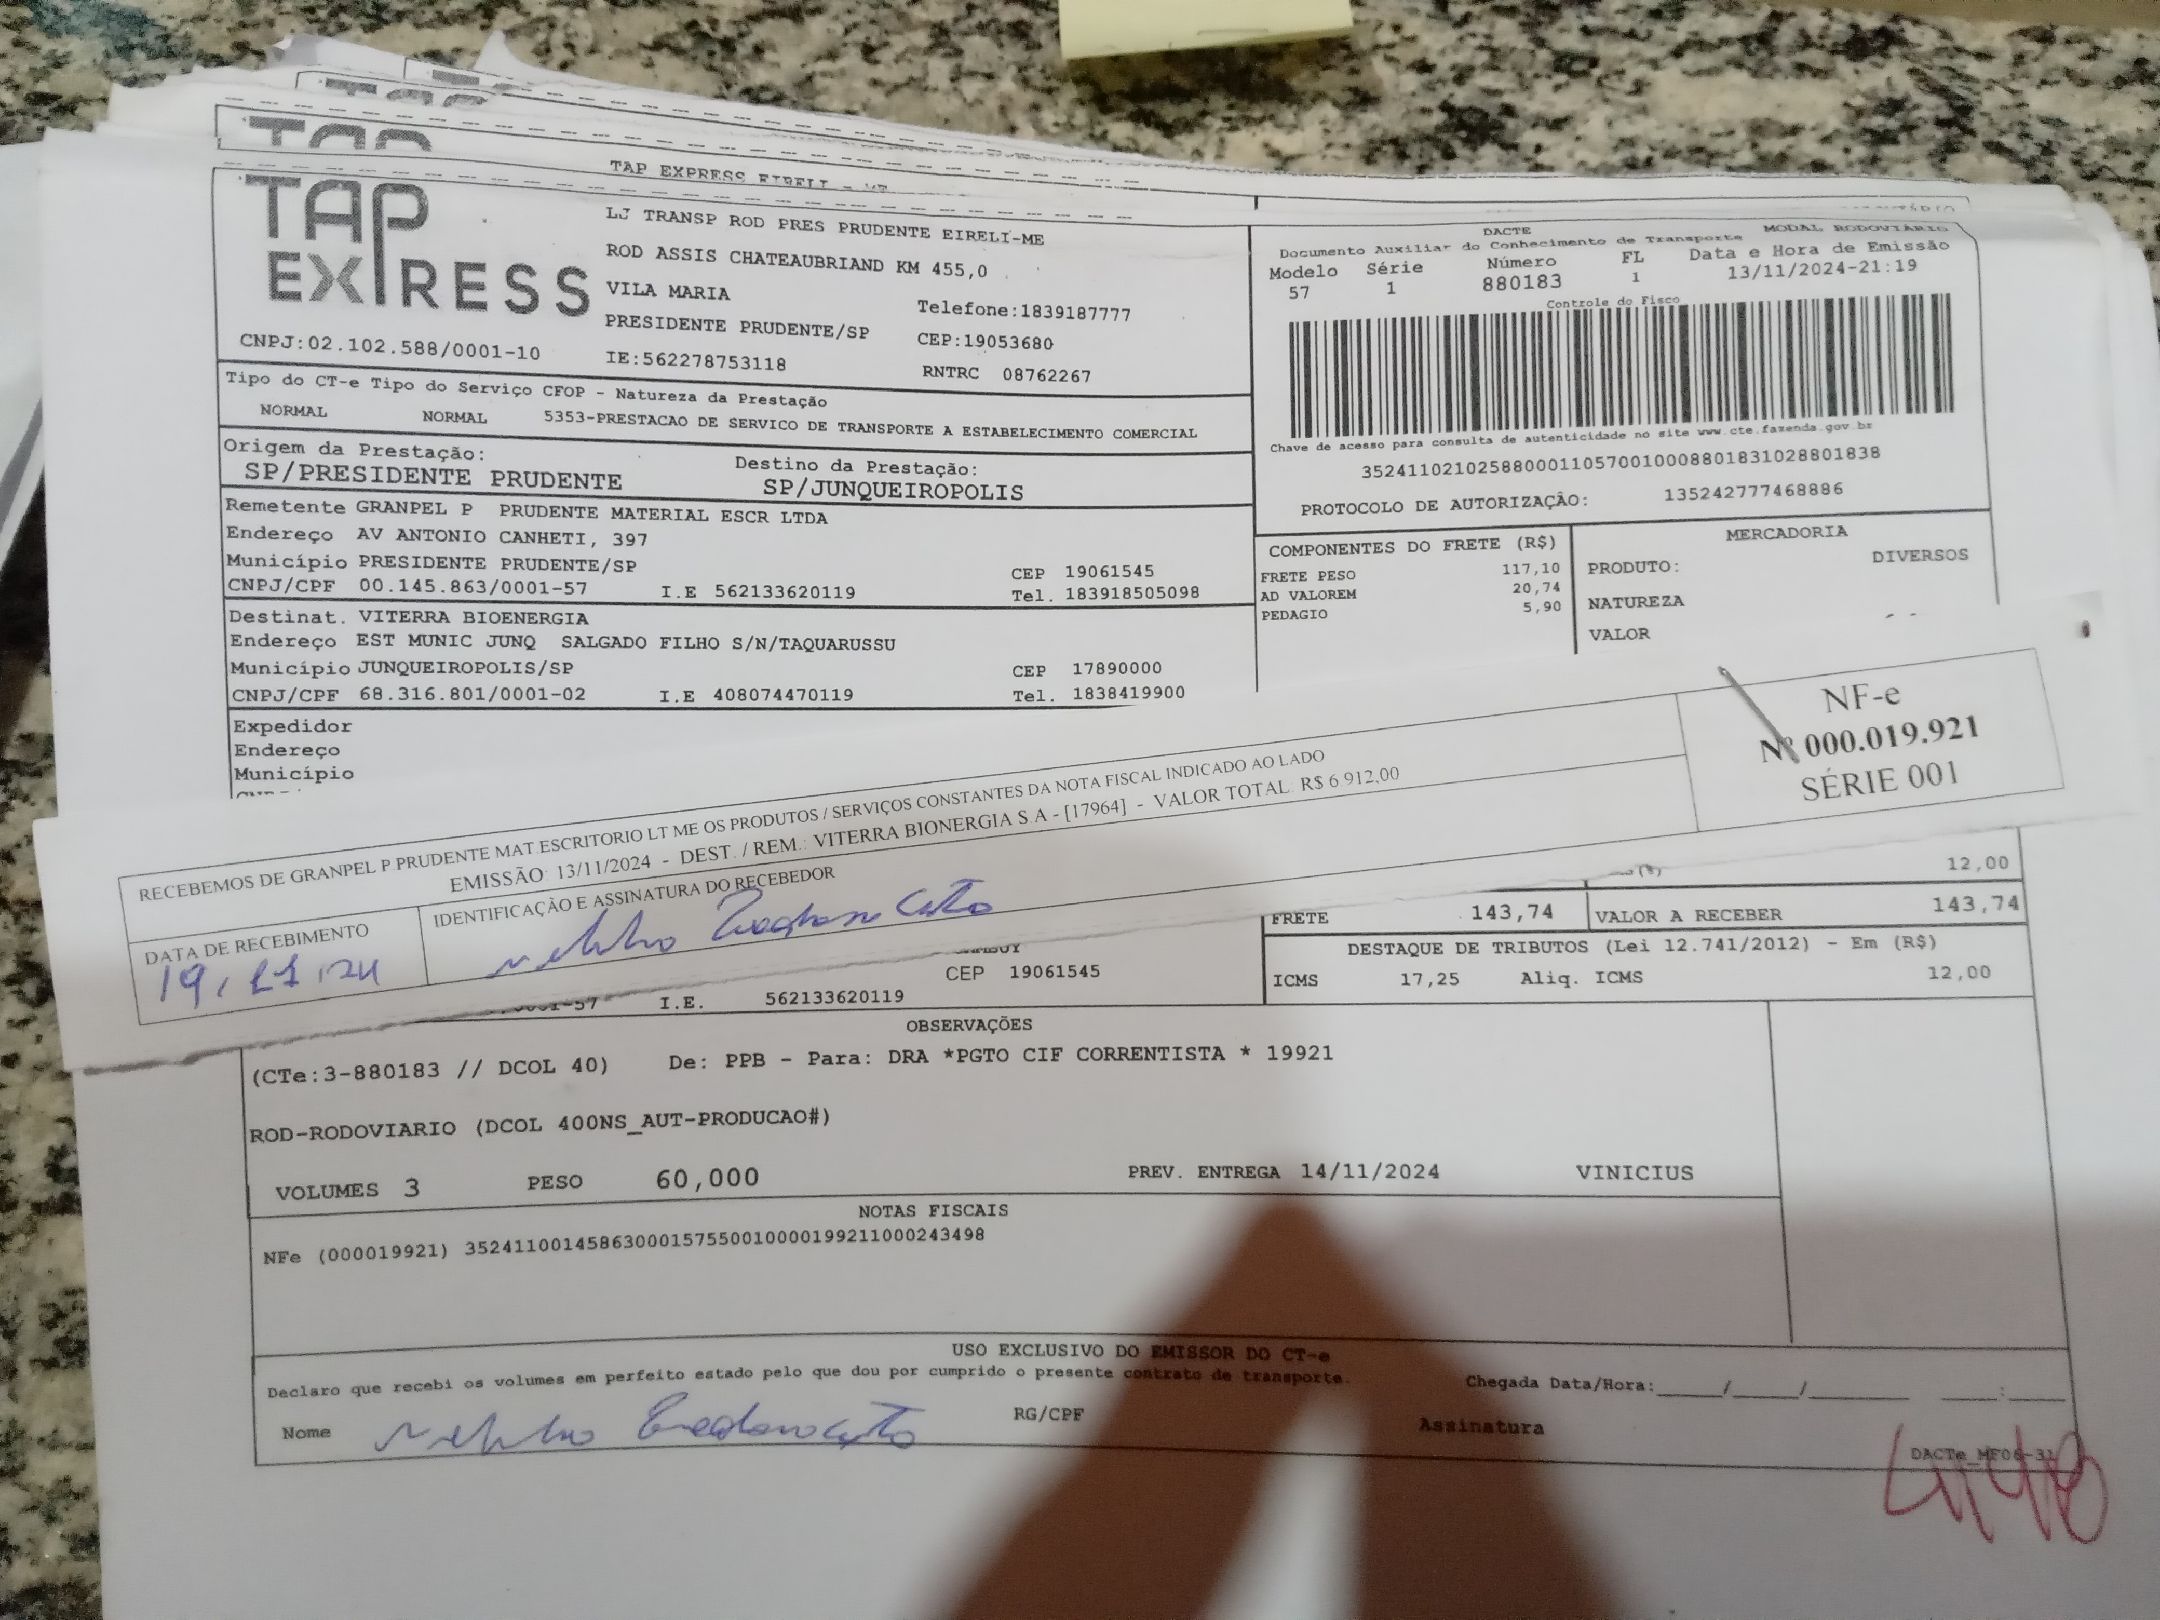 TAP EXPRESS EIRELI - ME
TAP
EXPRESS
CNPJ:02.102.588/0001-10
LJ TRANSP ROD PRES PRUDENTE EIRELI-ME
ROD ASSIS CHATEAUBRIAND KM 455,0
VILA MARIA
Telefone:1839187777
PRESIDENTE PRUDENTE/SP
CEP:19053680
IE:562278753118
RNTRC 08762267
DACTE
MODAL RODOVIÁRIO
Documento Auxiliar do Conhecimento de Transporte
Modelo Série Número FL Data e Hora de Emissão
57 1 880183 1 13/11/2024-21:19
Controle do Fisco
Chave de acesso para consulta de autenticidade no site www.cte.fazenda.gov.br
35241102102588000110570010008801831028801838
PROTOCOLO DE AUTORIZAÇÃO: 135242777468886
Tipo do CT-e Tipo do Serviço CFOP - Natureza da Prestação
NORMAL NORMAL 5353-PRESTACAO DE SERVICO DE TRANSPORTE A ESTABELECIMENTO COMERCIAL
Origem da Prestação: Destino da Prestação:
SP/PRESIDENTE PRUDENTE SP/JUNQUEIROPOLIS
Remetente GRANPEL P PRUDENTE MATERIAL ESCR LTDA
Endereço AV ANTONIO CANHETI, 397
Município PRESIDENTE PRUDENTE/SP CEP 19061545
CNPJ/CPF 00.145.863/0001-57 I.E 562133620119 Tel. 183918505098
Destinat. VITERRA BIOENERGIA
Endereço EST MUNIC JUNQ SALGADO FILHO S/N/TAQUARUSSU
Município JUNQUEIROPOLIS/SP CEP 17890000
CNPJ/CPF 68.316.801/0001-02 I.E 408074470119 Tel. 1838419900
Expedidor
Endereço
Município
COMPONENTES DO FRETE (R$)
FRETE PESO 117,10
AD VALOREM 20,74
PEDAGIO 5,90
MERCADORIA
PRODUTO: DIVERSOS
NATUREZA
VALOR
RECEBEMOS DE GRANPEL P PRUDENTE MAT ESCRITORIO LT ME OS PRODUTOS / SERVIÇOS CONSTANTES DA NOTA FISCAL INDICADO AO LADO
EMISSÃO: 13/11/2024 - DEST. / REM.: VITERRA BIONERGIA S.A - [17964] - VALOR TOTAL: R$ 6.912,00
NF-e
Nº 000.019.921
SÉRIE 001
DATA DE RECEBIMENTO
19.11.24
IDENTIFICAÇÃO E ASSINATURA DO RECEBEDOR
12,00
FRETE 143,74 VALOR A RECEBER 143,74
DESTAQUE DE TRIBUTOS (Lei 12.741/2012) - Em (R$)
ICMS 17,25 Aliq. ICMS 12,00
CEP 19061545
I.E. 562133620119
OBSERVAÇÕES
(CTe:3-880183 // DCOL 40) De: PPB - Para: DRA *PGTO CIF CORRENTISTA * 19921
ROD-RODOVIARIO (DCOL 400NS_AUT-PRODUCAO#)
VOLUMES 3 PESO 60,000 PREV. ENTREGA 14/11/2024 VINICIUS
NOTAS FISCAIS
NFe (000019921) 35241100145863000157550010000199211000243498
USO EXCLUSIVO DO EMISSOR DO CT-e
Declaro que recebi os volumes em perfeito estado pelo que dou por cumprido o presente contrato de transporte.
Chegada Data/Hora:_____/_____/_______ ____:____
Nome RG/CPF Assinatura